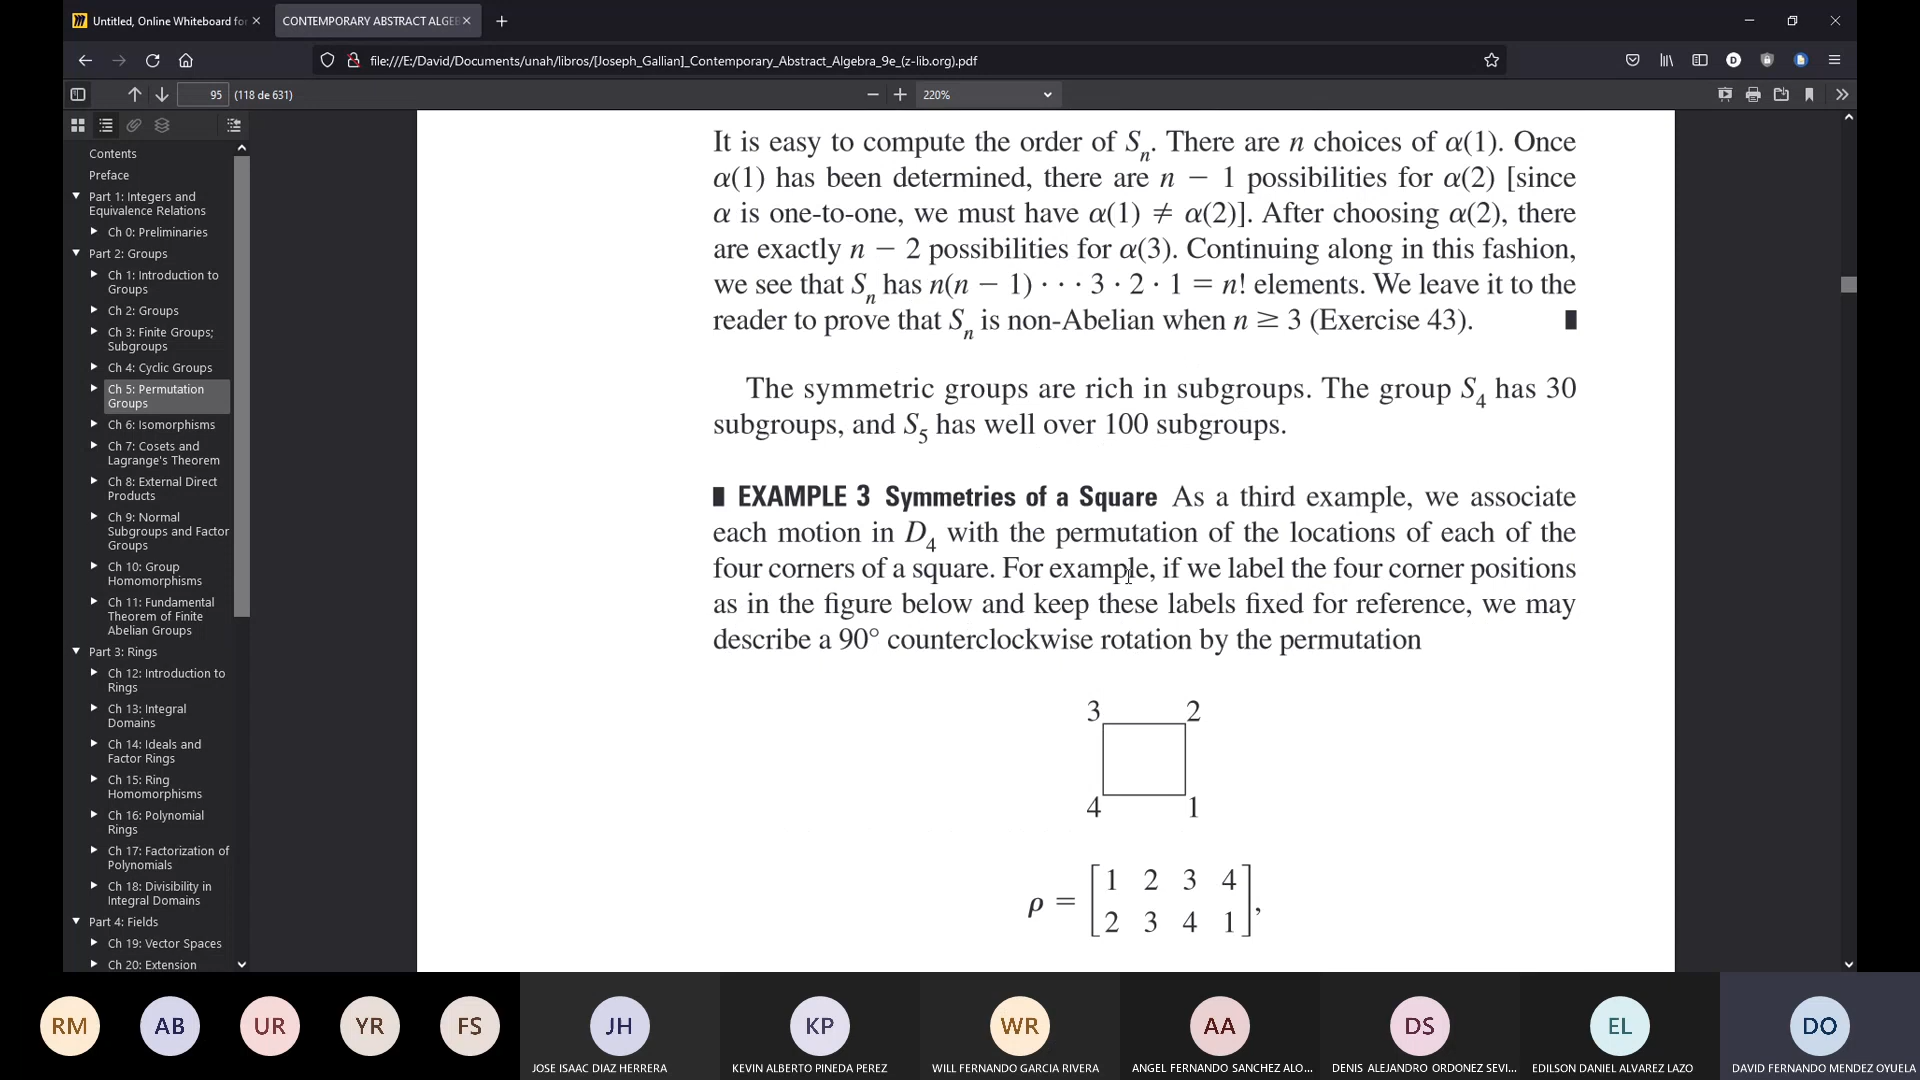 Untitled, Online Whiteboard for
CONTEMPORARY ABSTRACT ALGEB
file:///E:/David/Documents/unah/libros/[Joseph_Gallian]_Contemporary_Abstract_Algebra_9e_(z-lib.org).pdf
95 (118 de 631)
220%
Contents
Preface
Part 1: Integers and
Equivalence Relations
Ch 0: Preliminaries
Part 2: Groups
Ch 1: Introduction to
Groups
Ch 2: Groups
Ch 3: Finite Groups;
Subgroups
Ch 4: Cyclic Groups
Ch 5: Permutation
Groups
Ch 6: Isomorphisms
Ch 7: Cosets and
Lagrange's Theorem
Ch 8: External Direct
Products
Ch 9: Normal
Subgroups and Factor
Groups
Ch 10: Group
Homomorphisms
Ch 11: Fundamental
Theorem of Finite
Abelian Groups
Part 3: Rings
Ch 12: Introduction to
Rings
Ch 13: Integral
Domains
Ch 14: Ideals and
Factor Rings
Ch 15: Ring
Homomorphisms
Ch 16: Polynomial
Rings
Ch 17: Factorization of
Polynomials
Ch 18: Divisibility in
Integral Domains
Part 4: Fields
Ch 19: Vector Spaces
Ch 20: Extension
It is easy to compute the order of Sn. There are n choices of α(1). Once
α(1) has been determined, there are n − 1 possibilities for α(2) [since
α is one-to-one, we must have α(1) ≠ α(2)]. After choosing α(2), there
are exactly n − 2 possibilities for α(3). Continuing along in this fashion,
we see that Sn has n(n − 1) · · · 3 · 2 · 1 = n! elements. We leave it to the
reader to prove that Sn is non-Abelian when n ≥ 3 (Exercise 43).
The symmetric groups are rich in subgroups. The group S4 has 30
subgroups, and S5 has well over 100 subgroups.
EXAMPLE 3 Symmetries of a Square As a third example, we associate
each motion in D4 with the permutation of the locations of each of the
four corners of a square. For example, if we label the four corner positions
as in the figure below and keep these labels fixed for reference, we may
describe a 90° counterclockwise rotation by the permutation
3 2
4 1
ρ = [1 2 3 4
2 3 4 1],
RM AB UR YR FS JH KP WR AA DS EL DO
JOSE ISAAC DIAZ HERRERA
KEVIN ALBERTO PINEDA PEREZ
WILL FERNANDO GARCIA RIVERA
ANGEL FERNANDO SANCHEZ ALO...
DENIS ALEJANDRO ORDONEZ SEVI...
EDILSON DANIEL ALVAREZ LAZO
DAVID FERNANDO MENDEZ OYUELA